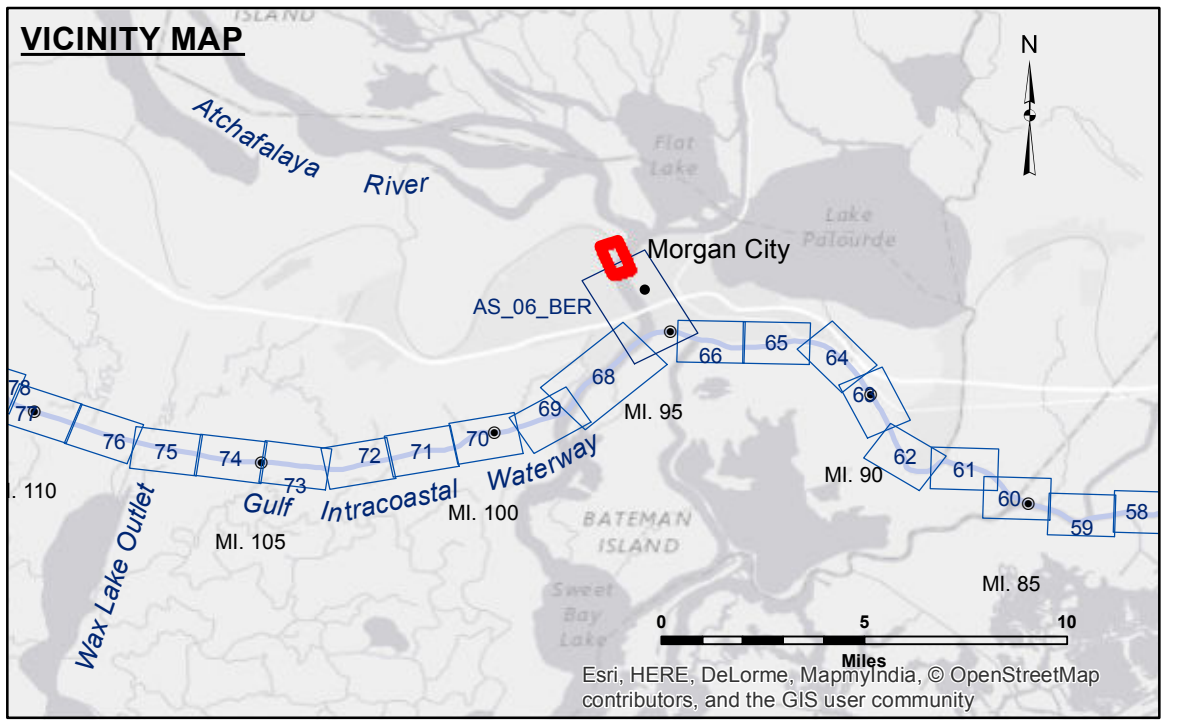 ISLAND
VICINITY MAP
N
Atchafalaya
River
Flat
Lake
Lake
Palourde
Morgan City
AS_06_BER
66
65
64
63
68
69
MI. 95
78
77
76
75
74
73
72
71
70
62
61
60
59
58
MI. 90
I. 110
Wax Lake Outlet
Gulf
Intracoastal
Waterway
MI. 100
MI. 105
BATEMAN
ISLAND
MI. 85
Sweet
Bay
Lake
0
5
10
Miles
Esri, HERE, DeLorme, MapmyIndia, © OpenStreetMap
contributors, and the GIS user community